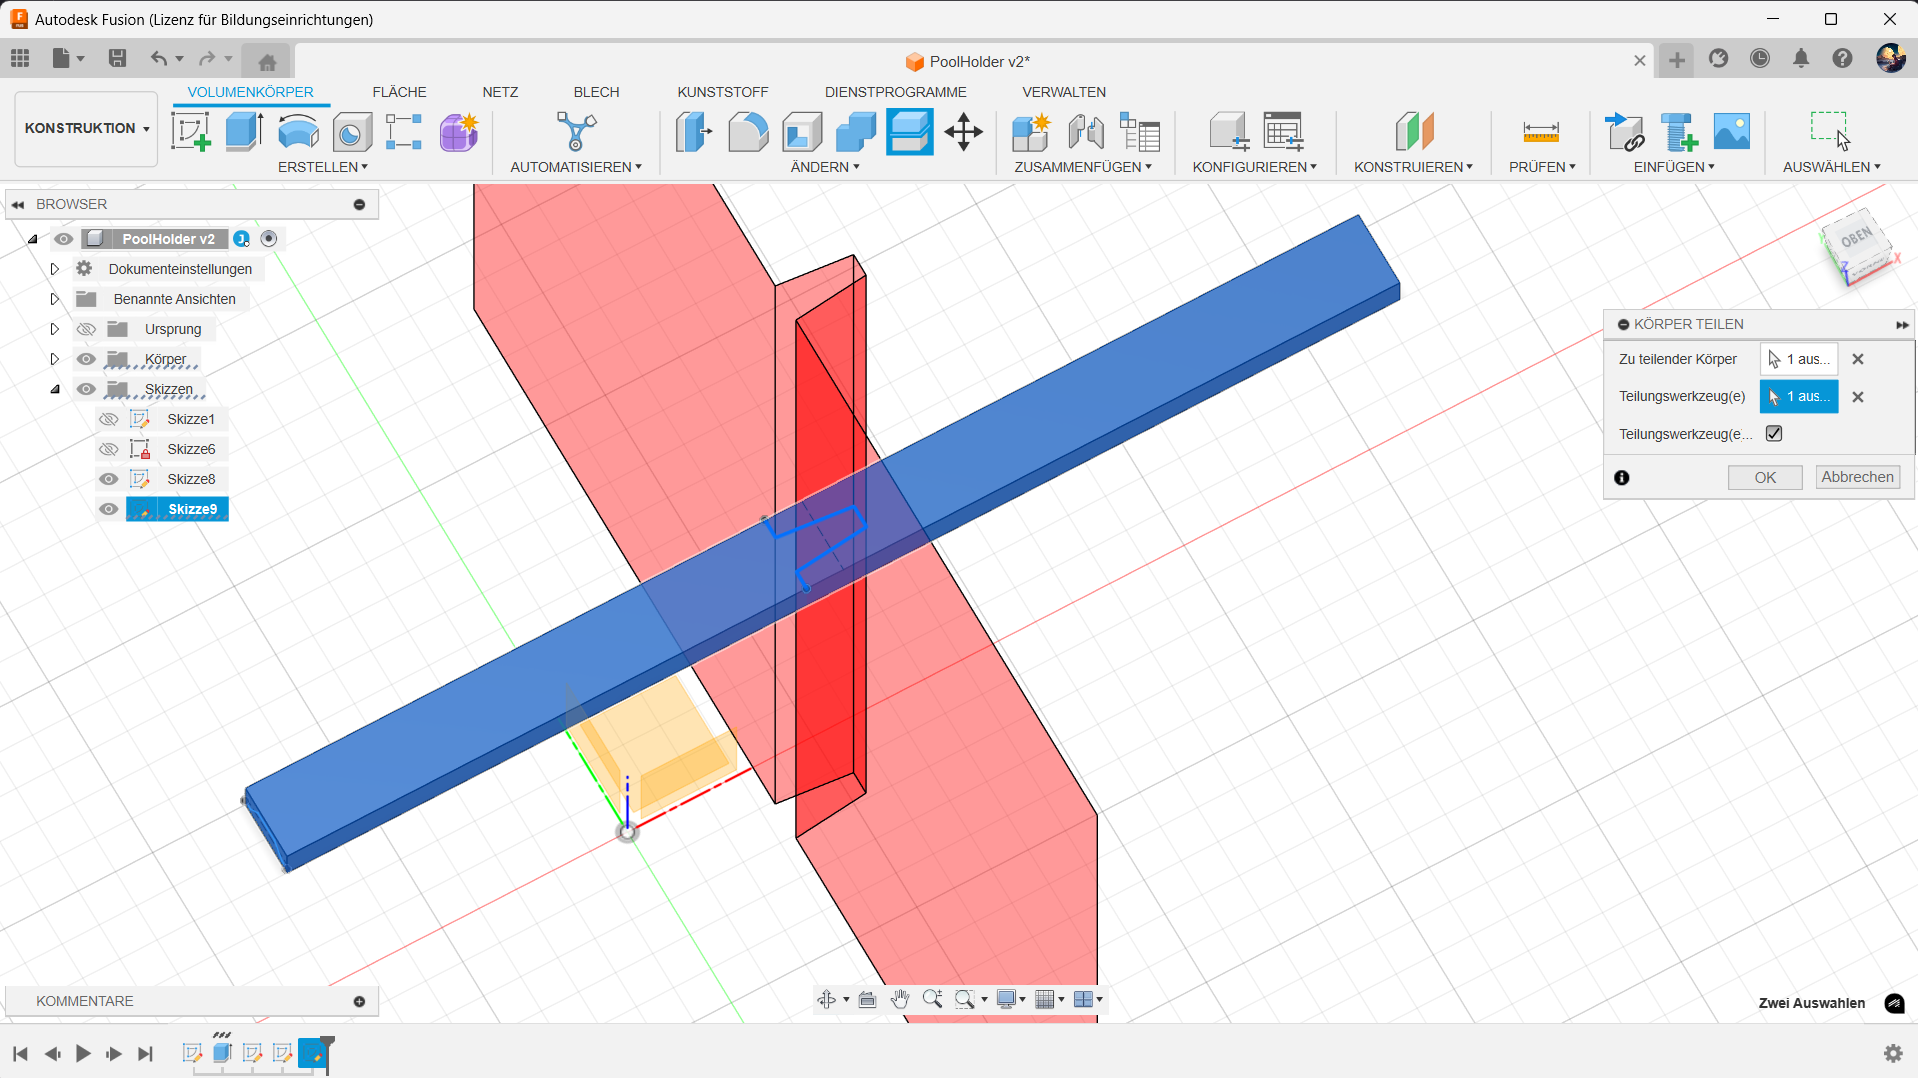 Autodesk Fusion (Lizenz für Bildungseinrichtungen)
PoolHolder v2*
VOLUMENKÖRPER FLÄCHE NETZ BLECH KUNSTSTOFF DIENSTPROGRAMME VERWALTEN
KONSTRUKTION
ERSTELLEN AUTOMATISIEREN ÄNDERN ZUSAMMENFÜGEN KONFIGURIEREN KONSTRUIEREN PRÜFEN EINFÜGEN AUSWÄHLEN
BROWSER
PoolHolder v2
Dokumenteinstellungen
Benannte Ansichten
Ursprung
Körper
Skizzen
Skizze1
Skizze6
Skizze8
Skizze9
OBEN
X
Z
KÖRPER TEILEN
Zu teilender Körper 1 aus...
Teilungswerkzeug(e) 1 aus...
Teilungswerkzeug(e...
OK Abbrechen
KOMMENTARE
Zwei Auswahlen